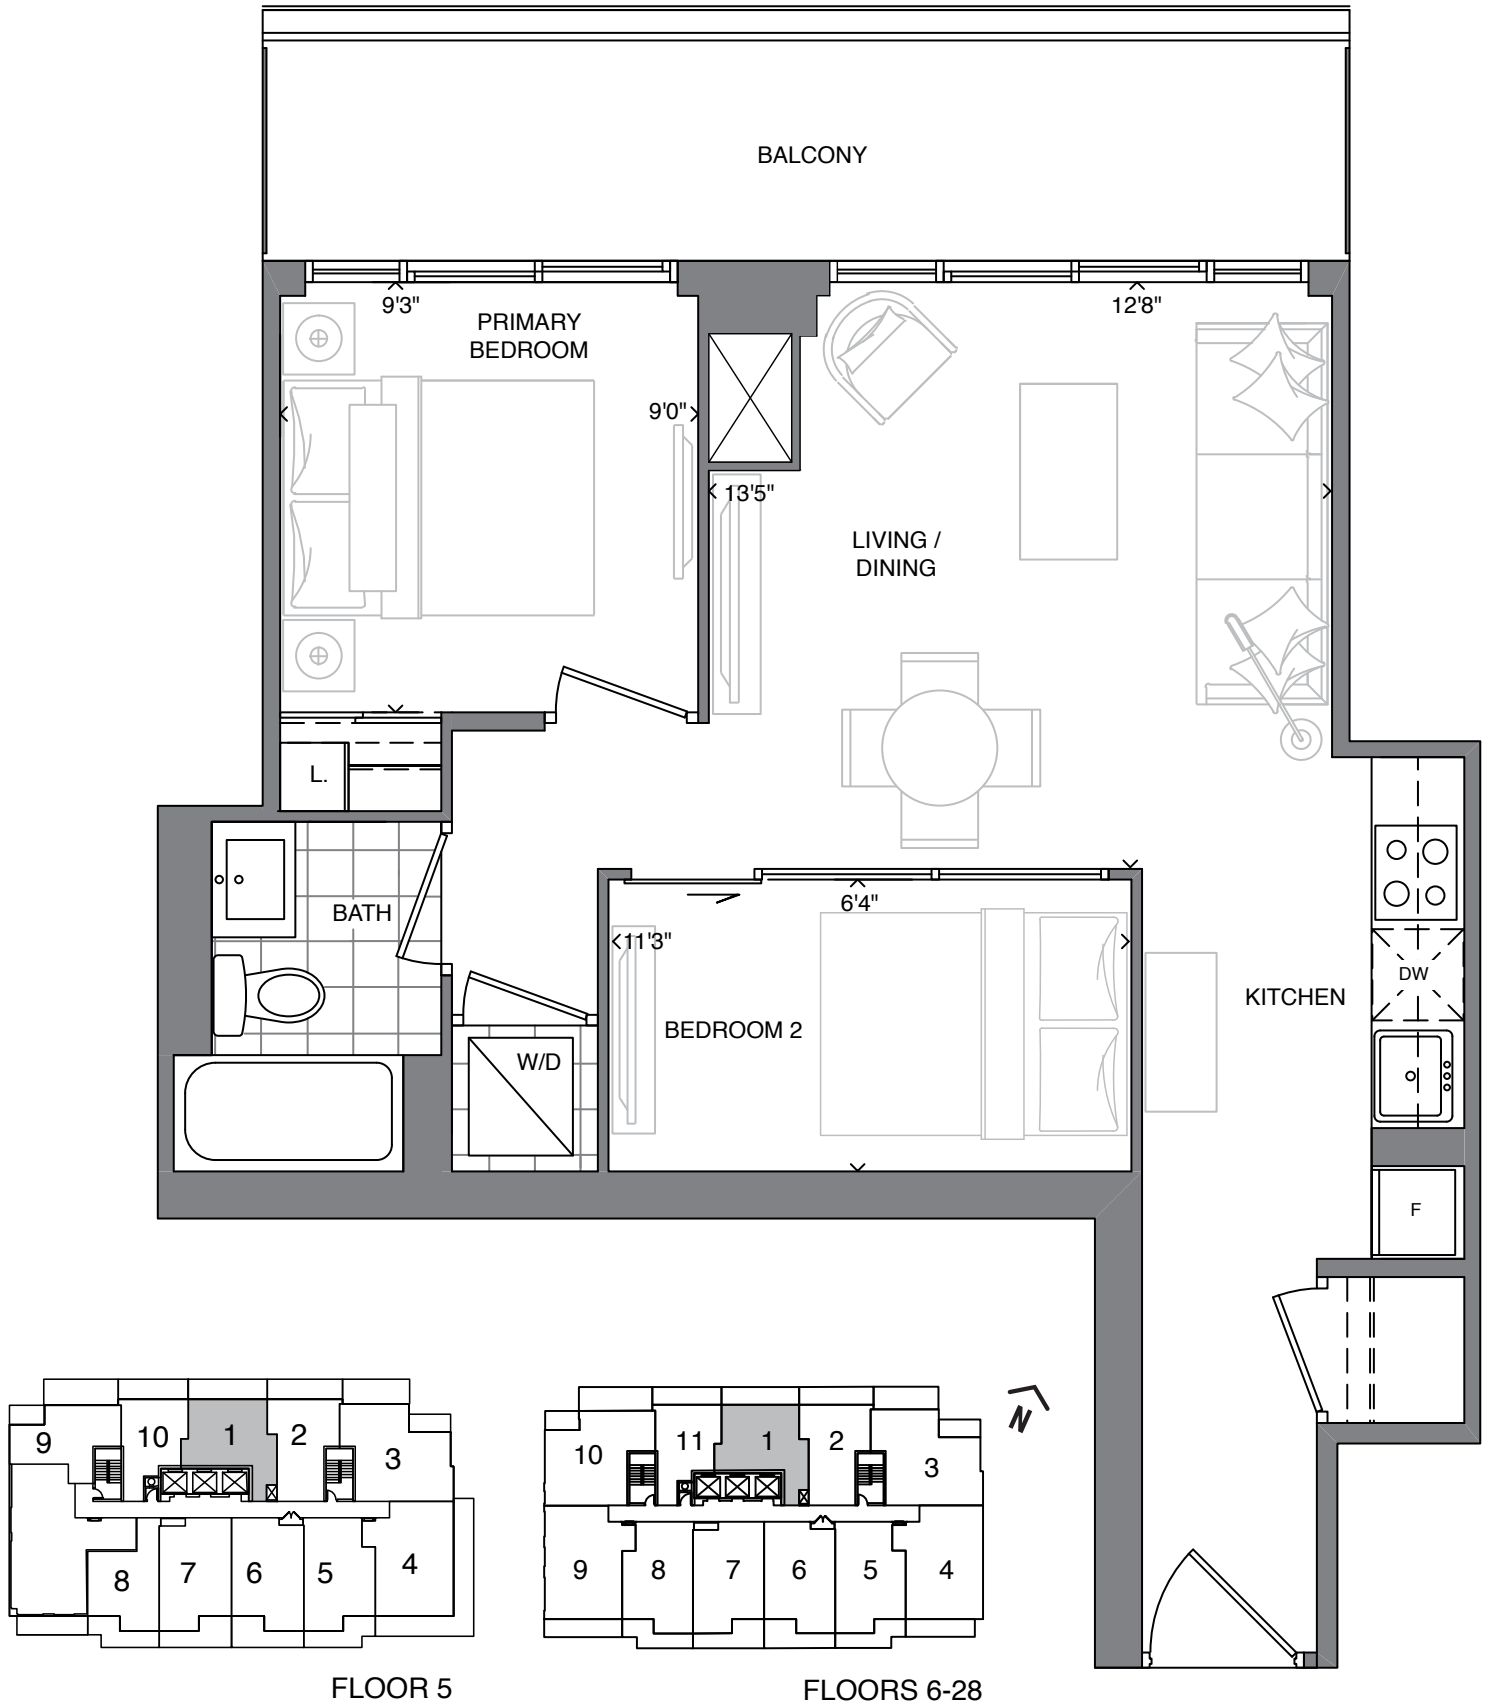 BALCONY
9'3"
12'8"
PRIMARY
BEDROOM
9'0"
13'5"
LIVING /
DINING
L.
BATH
6'4"
11'3"
DW
KITCHEN
BEDROOM 2
W/D
F
9
10
1
2
3
8
7
6
5
4
FLOOR 5
10
11
1
2
3
9
8
7
6
5
4
FLOORS 6-28
N